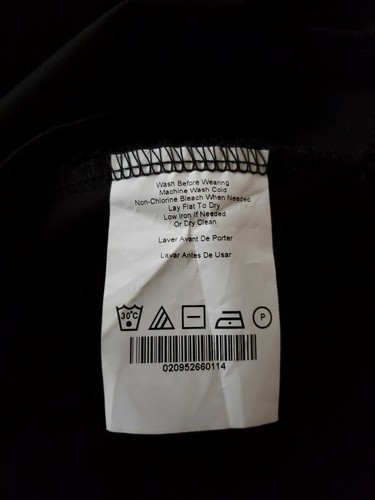 Wash Before Wearing
Machine Wash Cold
Non-Chlorine Bleach When Needed
Lay Flat To Dry
Low Iron If Needed
Or Dry Clean
Laver Avant De Porter
Lavar Antes De Usar
30°C P
020952660114